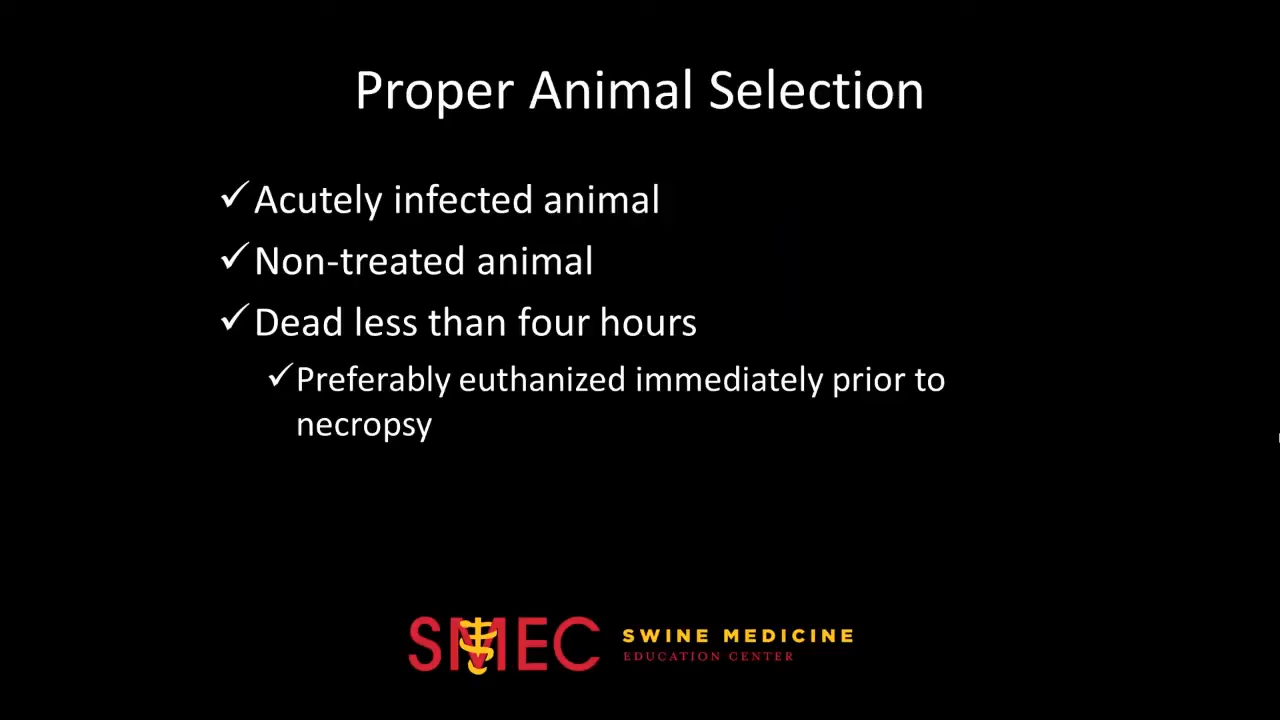 Proper Animal Selection
✓Acutely infected animal
✓Non-treated animal
✓Dead less than four hours
✓Preferably euthanized immediately prior to
necropsy
SMEC SWINE MEDICINE
EDUCATION CENTER